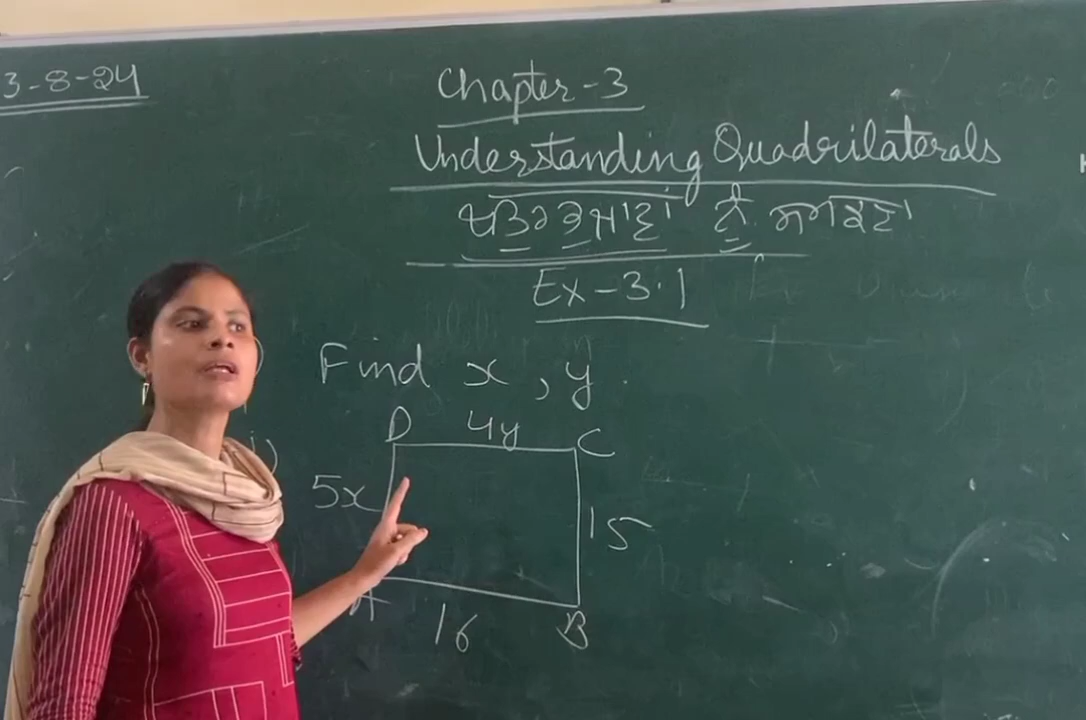 3-8-24
Chapter-3
Understanding Quadrilaterals
ਚਤੁਰਭੁਜਾਂ ਨੂੰ ਸਮਝਣਾ
Ex-3.1
Find x, y.
i)
D 4y C
5x 15
A 16 B